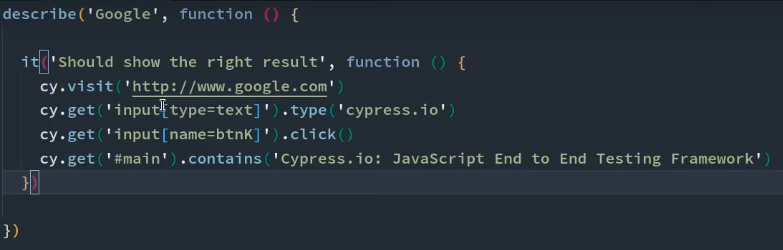 describe('Google', function () {
it('Should show the right result', function () {
cy.visit('http://www.google.com')
cy.get('input[type=text]').type('cypress.io')
cy.get('input[name=btnK]').click()
cy.get('#main').contains('Cypress.io: JavaScript End to End Testing Framework')
})
})